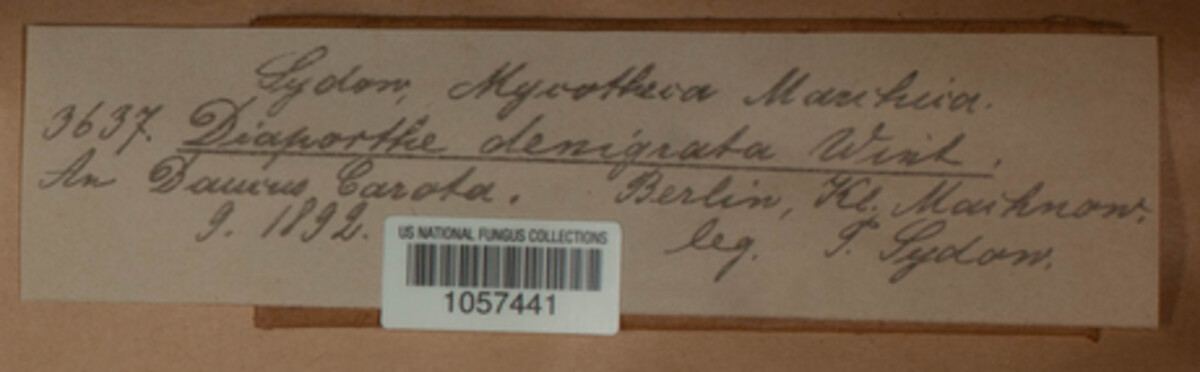 Sydow, Mycotheca Marchica.
3637. Diaporthe denigrata Wint.
An Daucus Carota. Berlin, Kl. Machnow.
9. 1892. leg. P. Sydow.
US NATIONAL FUNGUS COLLECTIONS
1057441